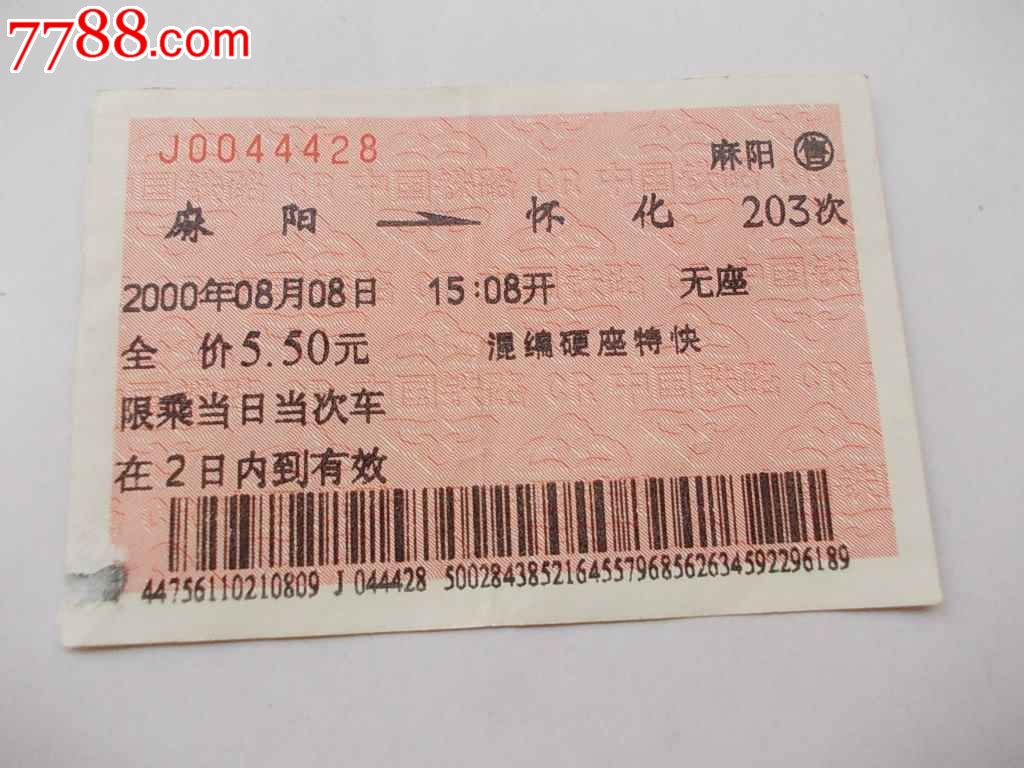 7788.com
J0044428
麻阳 售
麻阳 怀化 203次
2000年08月08日 15:08开 无座
全 价5.50元 混编硬座特快
限乘当日当次车
在2日内到有效
44756110210809 J 044428 5002843852164557968562634592296189